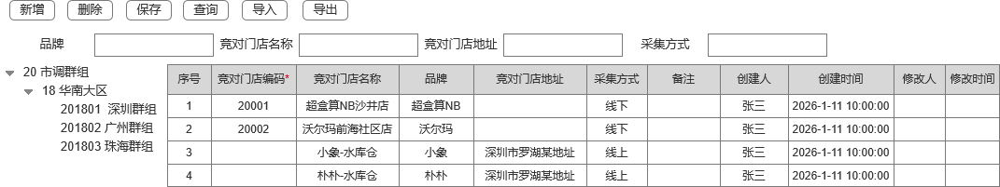 新增 删除 保存 查询 导入 导出
品牌 竞对门店名称 竞对门店地址 采集方式
20 市调群组
18 华南大区
201801 深圳群组
201802 广州群组
201803 珠海群组
序号 竞对门店编码* 竞对门店名称 品牌 竞对门店地址 采集方式 备注 创建人 创建时间 修改人 修改时间
1 20001 超盒算NB沙井店 超盒算NB 线下 张三 2026-1-11 10:00:00
2 20002 沃尔玛前海社区店 沃尔玛 线下 张三 2026-1-11 10:00:00
3 小象-水库仓 小象 深圳市罗湖某地址 线上 张三 2026-1-11 10:00:00
4 朴朴-水库仓 朴朴 深圳市罗湖某地址 线上 张三 2026-1-11 10:00:00